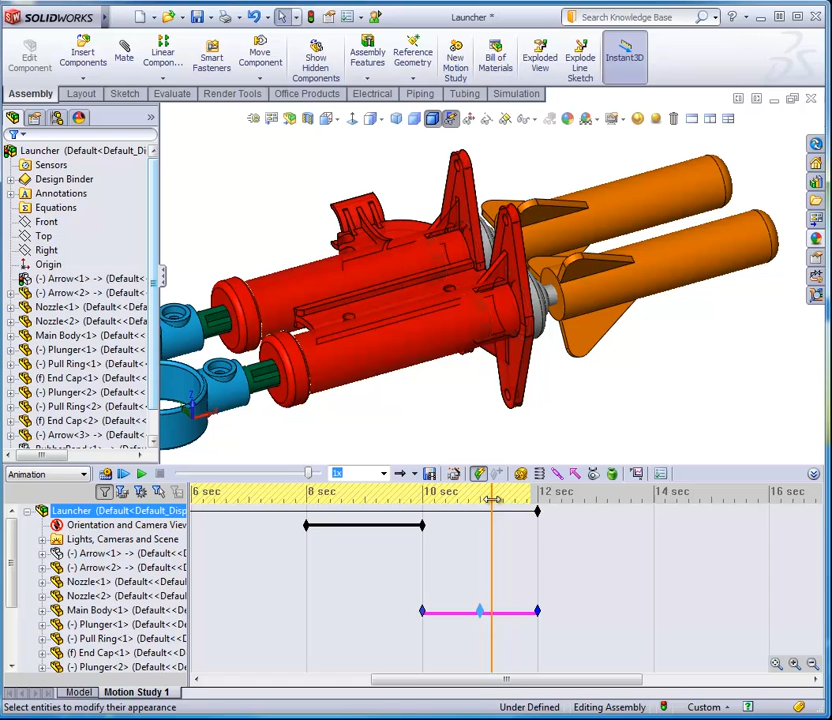 SOLIDWORKS
Launcher *
Search Knowledge Base
Edit Component
Insert Components
Mate
Linear Compon...
Smart Fasteners
Move Component
Show Hidden Components
Assembly Features
Reference Geometry
New Motion Study
Bill of Materials
Exploded View
Explode Line Sketch
Instant3D
Assembly Layout Sketch Evaluate Render Tools Office Products Electrical Piping Tubing Simulation
Launcher (Default<Default_Di
Sensors
Design Binder
Annotations
Equations
Front
Top
Right
Origin
(-) Arrow<1> -> (Default<
(-) Arrow<2> -> (Default<
Nozzle<1> (Default<<Defa
Nozzle<2> (Default<<Defa
Main Body<1> (Default<<
(-) Plunger<1> (Default<<
(-) Pull Ring<1> (Default<
(f) End Cap<1> (Default<<
(-) Plunger<2> (Default<<
(-) Pull Ring<2> (Default<
(f) End Cap<2> (Default<<
(-) Arrow<3> -> (Default<
Animation
1x
6 sec 8 sec 10 sec 12 sec 14 sec 16 sec
Launcher (Default<Default_Disp
Orientation and Camera View
Lights, Cameras and Scene
(-) Arrow<1> -> (Default<<D
(-) Arrow<2> -> (Default<<D
Nozzle<1> (Default<<Default
Nozzle<2> (Default<<Default
Main Body<1> (Default<<Def
(-) Plunger<1> (Default<<De
(-) Pull Ring<1> (Default<<D
(f) End Cap<1> (Default<<De
(-) Plunger<2> (Default<<De
Model Motion Study 1
Select entities to modify their appearance
Under Defined
Editing Assembly
Custom